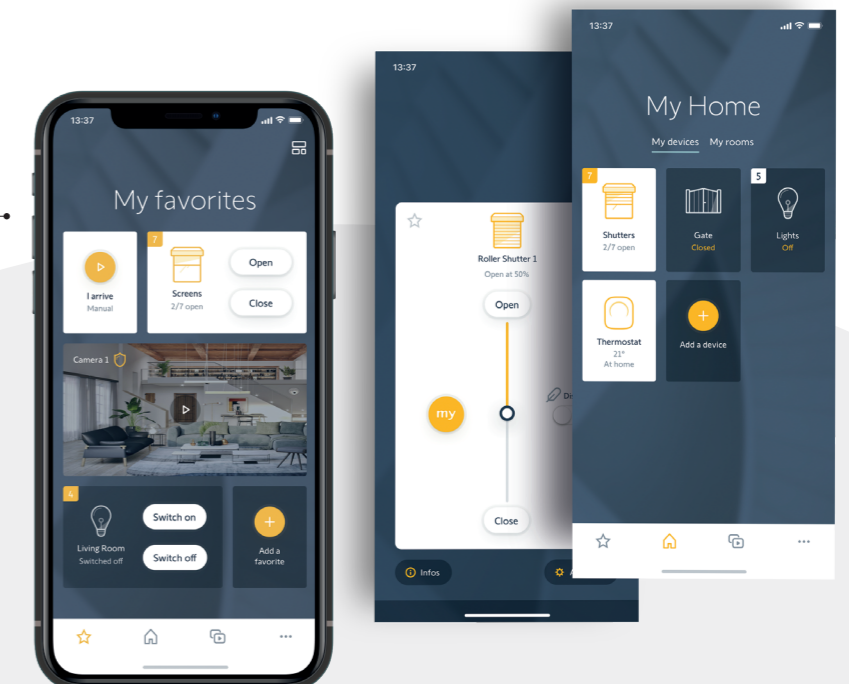 13:37
My favorites
7
I arrive
Manual
Screens
2/7 open
Open
Close
Camera 1
4
Living Room
Switched off
Switch on
Switch off
Add a
favorite
13:37
Roller Shutter 1
Open at 50%
Open
my
Close
Infos
13:37
My Home
My devices My rooms
7
Shutters
2/7 open
Gate
Closed
5
Lights
Off
Thermostat
21°
At home
Add a device